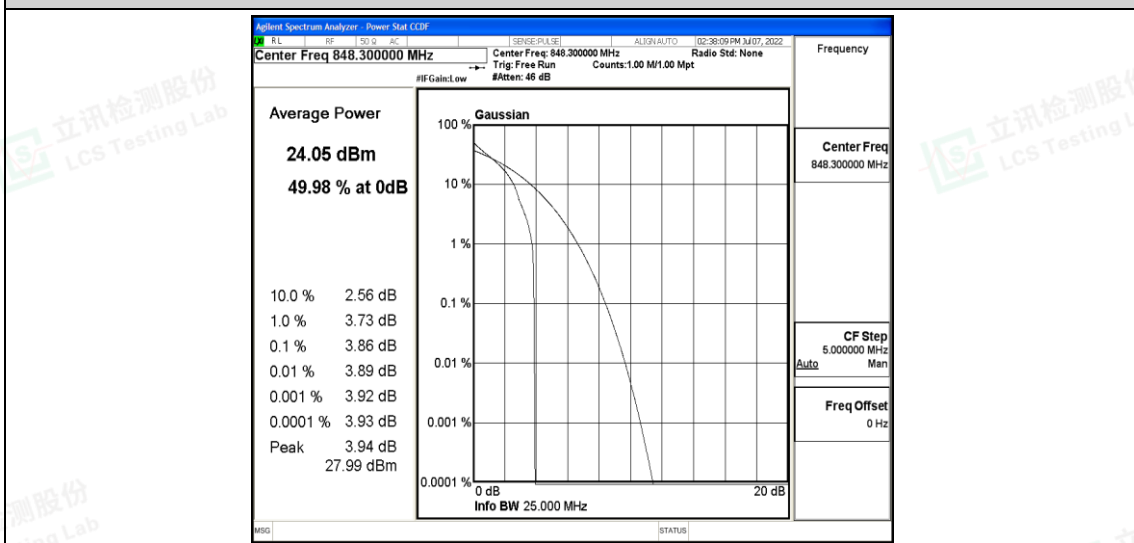 Agilent Spectrum Analyzer - Power Stat CCDF
RL RF 50 Ω AC SENSE:PULSE ALIGN AUTO 02:38:09 PM Jul 07, 2022
Center Freq 848.300000 MHz
Center Freq: 848.300000 MHz Radio Std: None
Trig: Free Run Counts:1.00 M/1.00 Mpt
#IFGain:Low #Atten: 46 dB
Frequency
Average Power
24.05 dBm
49.98 % at 0dB
10.0 % 2.56 dB
1.0 % 3.73 dB
0.1 % 3.86 dB
0.01 % 3.89 dB
0.001 % 3.92 dB
0.0001 % 3.93 dB
Peak 3.94 dB
27.99 dBm
Gaussian
100 %
10 %
1 %
0.1 %
0.01 %
0.001 %
0.0001 %
0 dB 20 dB
Info BW 25.000 MHz
Center Freq
848.300000 MHz
CF Step
5.000000 MHz
Auto Man
Freq Offset
0 Hz
MSG STATUS
立讯检测股份
LCS Testing Lab
立讯检测股份
LCS Testing L
测股份
ng Lab
立